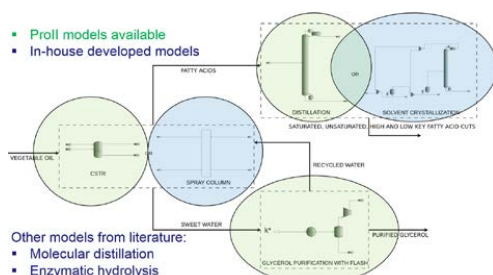 ProII models available
In-house developed models
FATTY ACIDS
OR
DISTILLATION
SOLVENT CRYSTALLIZATION
SATURATED, UNSATURATED, HIGH AND LOW KEY FATTY ACID CUTS
VEGETABLE OIL
OR
CSTR
SPRAY COLUMN
RECYCLED WATER
SWEET WATER
PURIFIED GLYCEROL
GLYCEROL PURIFICATION WITH FLASH
Other models from literature:
Molecular distillation
Enzymatic hydrolysis